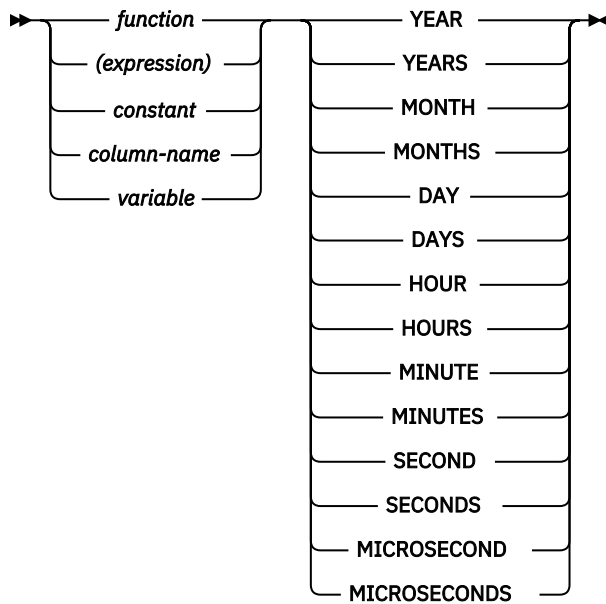 function YEAR
(expression) YEARS
constant MONTH
column-name MONTHS
variable DAY
DAYS
HOUR
HOURS
MINUTE
MINUTES
SECOND
SECONDS
MICROSECOND
MICROSECONDS